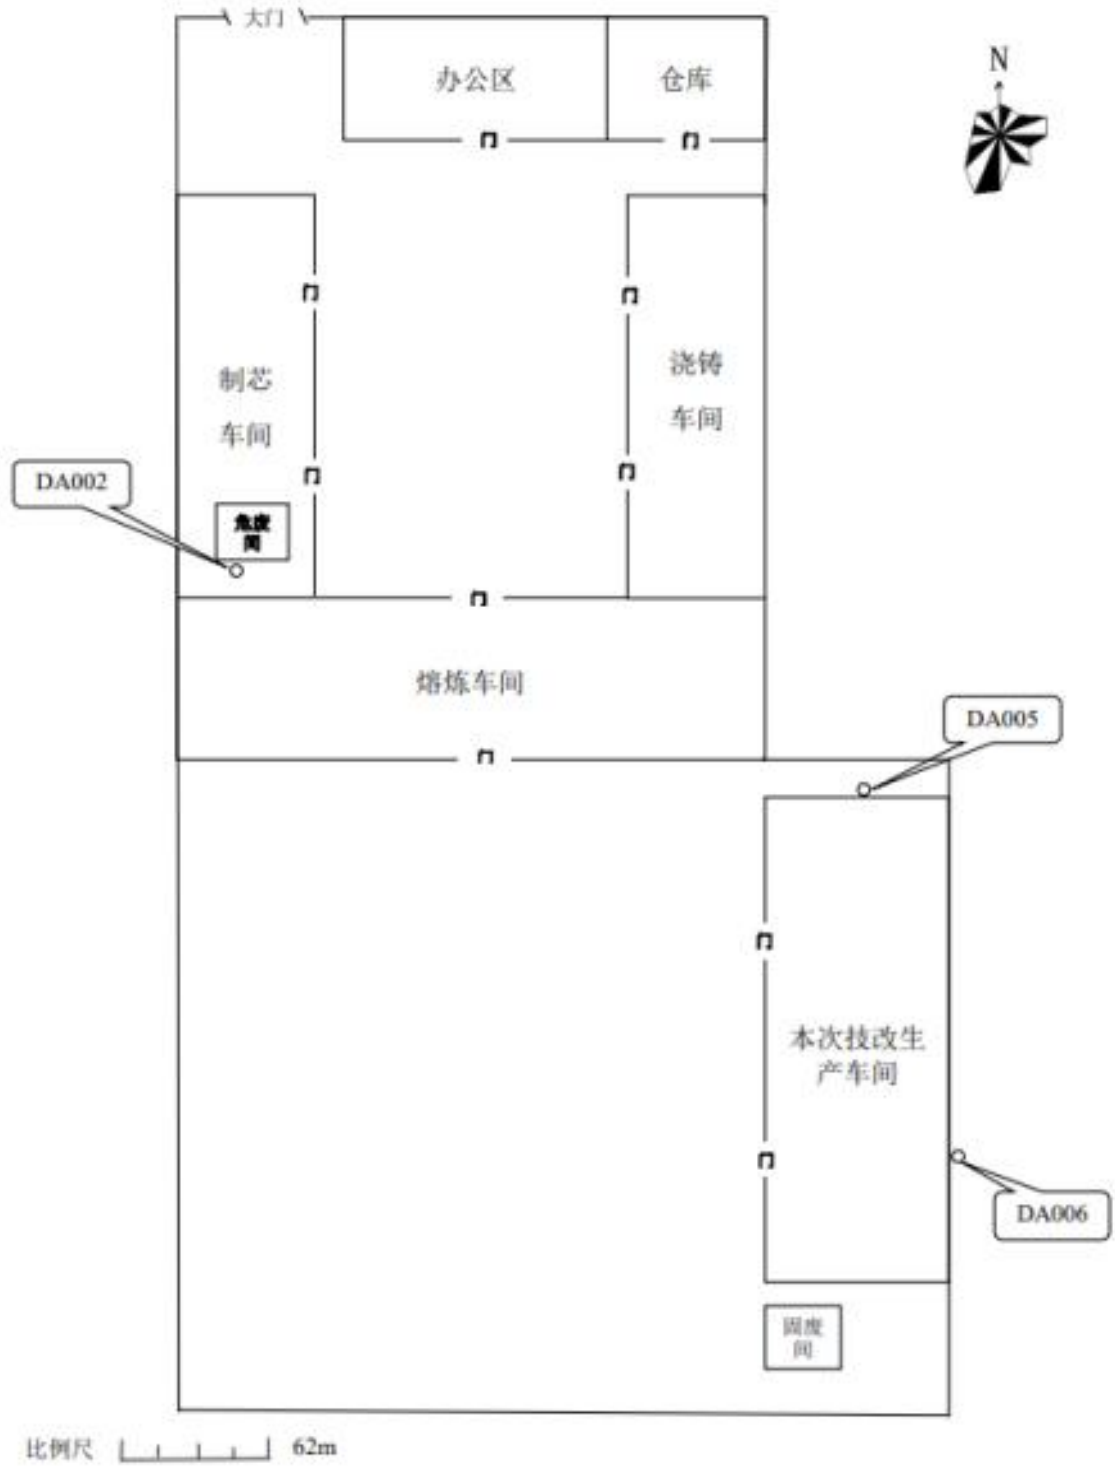 大门
N
办公区
仓库
制芯
车间
浇铸
车间
DA002
危废
间
熔炼车间
DA005
本次技改生
产车间
DA006
固废
间
比例尺
62m